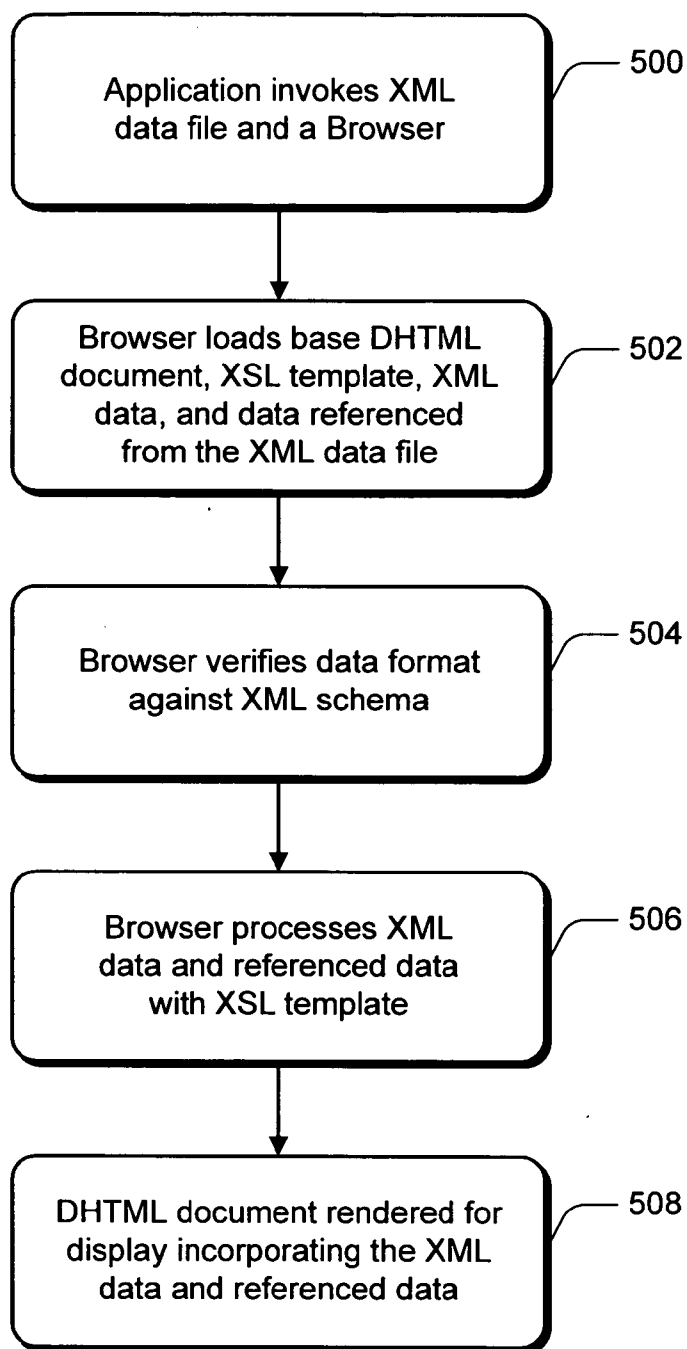 Application invokes XML
data file and a Browser
500
Browser loads base DHTML
document, XSL template, XML
data, and data referenced
from the XML data file
502
Browser verifies data format
against XML schema
504
Browser processes XML
data and referenced data
with XSL template
506
DHTML document rendered for
display incorporating the XML
data and referenced data
508